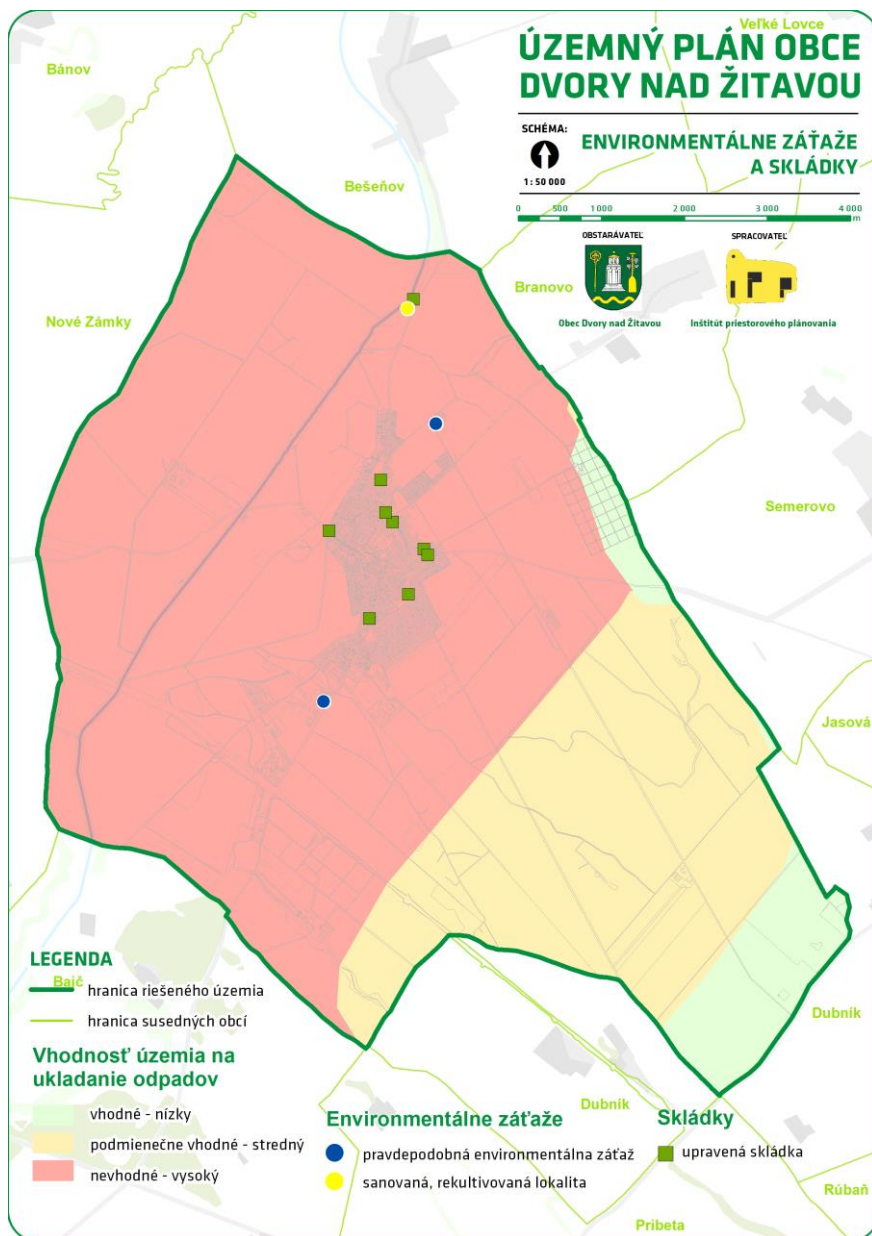 Veľké Lovce
ÚZEMNÝ PLÁN OBCE
DVORY NAD ŽITAVOU
SCHÉMA:
1 : 50 000
ENVIRONMENTÁLNE ZÁŤAŽE
A SKLÁDKY
0 500 1 000 2 000 3 000 4 000
m
OBSTARÁVATEĽ
SPRACOVATEĽ
Obec Dvory nad Žitavou
Inštitút priestorového plánovania
Bánov
Bešeňov
Branovo
Nové Zámky
Semerovo
Jasová
Dubník
Dubník
Rúbaň
Pribeta
Bajč
LEGENDA
hranica riešeného územia
hranica susedných obcí
Vhodnosť územia na
ukladanie odpadov
vhodné - nízky
podmienečne vhodné - stredný
nevhodné - vysoký
Environmentálne záťaže
pravdepodobná environmentálna záťaž
sanovaná, rekultivovaná lokalita
Skládky
upravená skládka